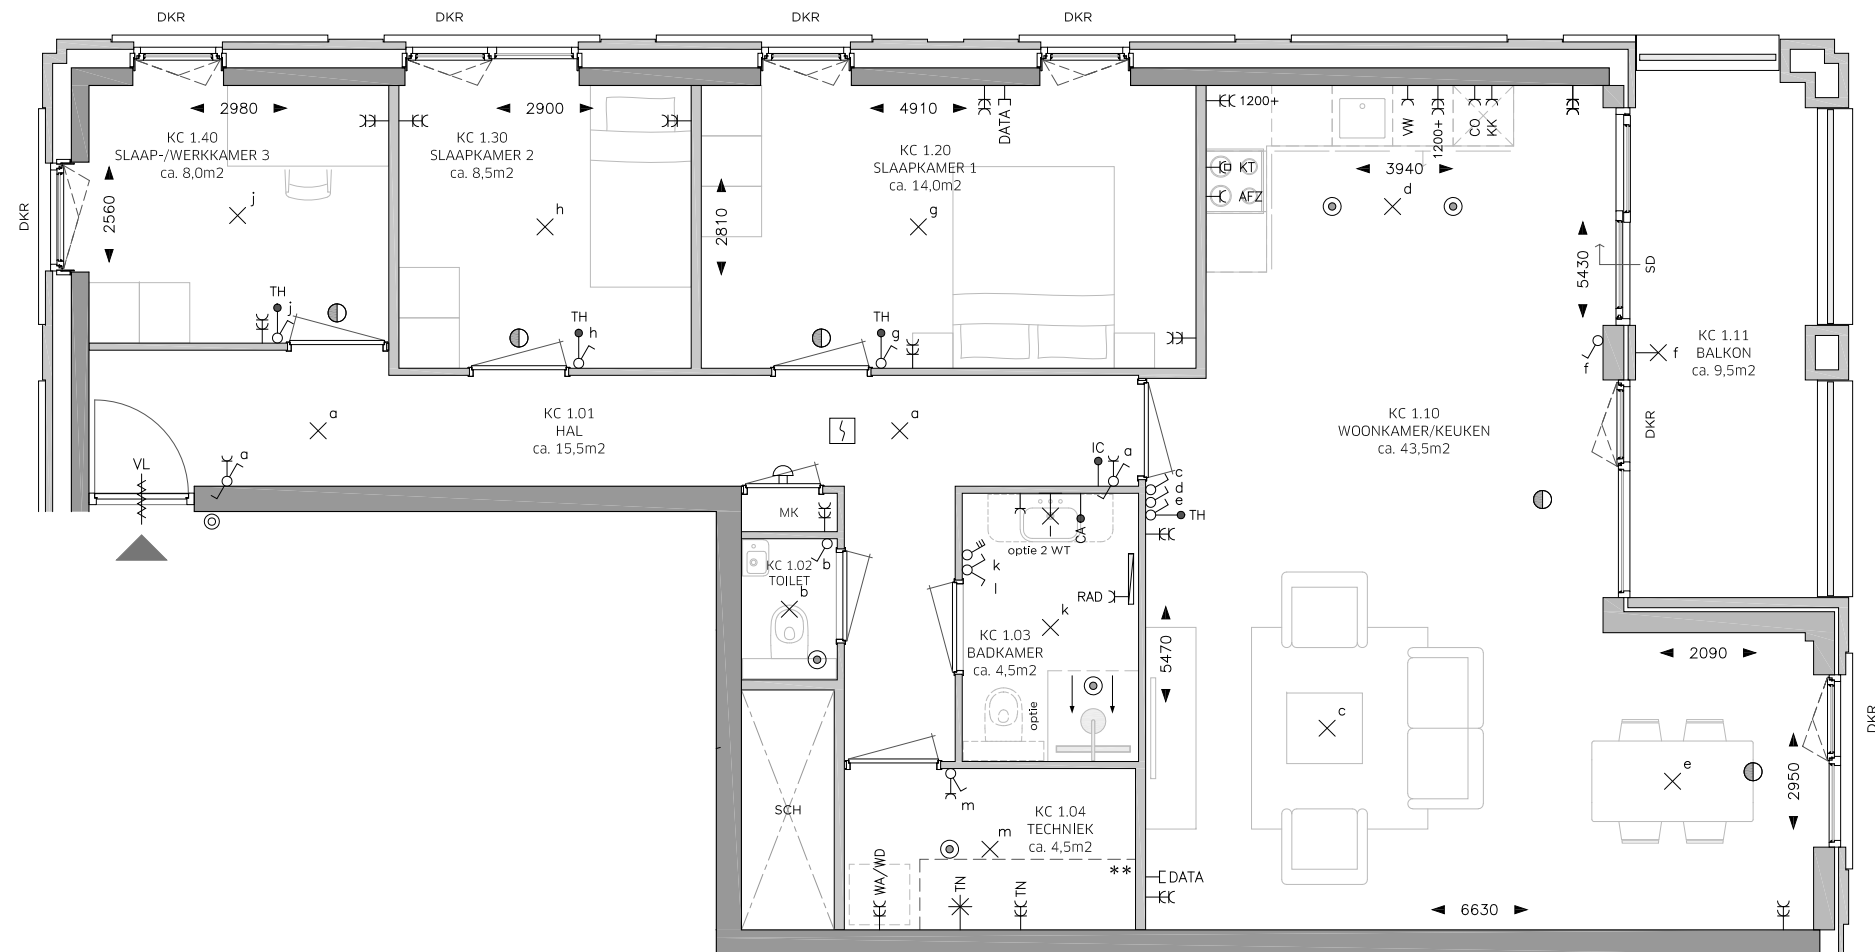 DKR
DKR
DKR
DKR
2980
2900
4910
DATA
1200+
VW
1200+
CO
KK
KC 1.40
SLAAP-/WERKKAMER 3
ca. 8,0m2
KC 1.30
SLAAPKAMER 2
ca. 8,5m2
KC 1.20
SLAAPKAMER 1
ca. 14,0m2
KT
AFZ
3940
d
DKR
2560
j
h
g
2810
5430
SD
TH
j
TH
h
TH
g
f
f
KC 1.11
BALKON
ca. 9,5m2
a
KC 1.01
HAL
ca. 15,5m2
a
KC 1.10
WOONKAMER/KEUKEN
ca. 43,5m2
DKR
VL
a
IC
a
c
d
e
TH
MK
CA
optie 2 WT
KC 1.02
TOILET
b
b
k
l
RAD
k
KC 1.03
BADKAMER
ca. 4,5m2
optie
5470
2090
DKR
c
e
2950
SCH
m
KC 1.04
TECHNIEK
ca. 4,5m2
m
**
WA/WD
TN
TN
DATA
6630